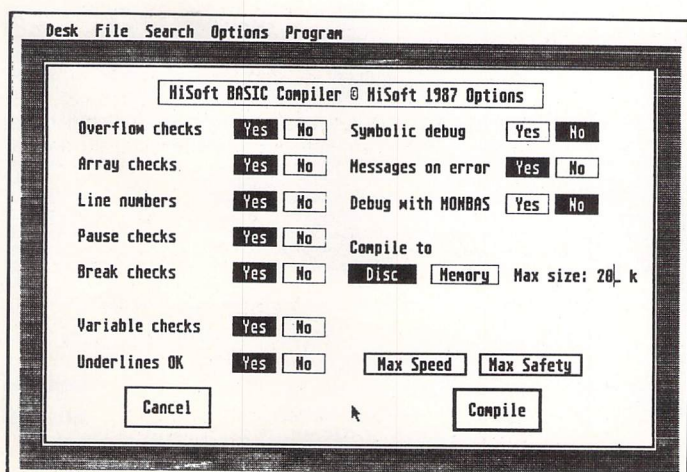 Desk File Search Options Program
HiSoft BASIC Compiler © HiSoft 1987 Options
Overflow checks Yes No Symbolic debug Yes No
Array checks Yes No Messages on error Yes No
Line numbers Yes No Debug with MONBAS Yes No
Pause checks Yes No
Compile to
Break checks Yes No Disc Memory Max size: 20_ k
Variable checks Yes No
Underlines OK Yes No Max Speed Max Safety
Cancel Compile